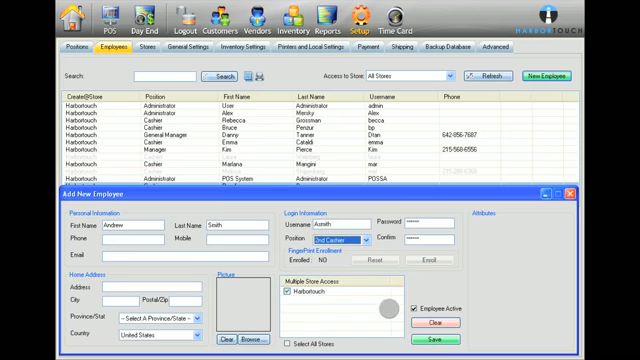 POS Day End Logout Customers Vendors Inventory Reports Setup Time Card
HARBORTOUCH
Positions Employees Stores General Settings Inventory Settings Printers and Local Settings Payment Shipping Backup Database Advanced
Search: Search Access to Store: All Stores Refresh New Employee
Create@Store Position First Name Last Name Username Phone
Harbortouch Administrator User admin
Harbortouch Administrator Alex Mersky Alex
Harbortouch Cashier Rebecca Grossman becca
Harbortouch Cashier Bruce Penzur bp
Harbortouch General Manager Danny Tanner 642-856-7687
Harbortouch Cashier Emma Cataldi emma
Harbortouch Manager Kim Pierce Kim 215-568-6556
Harbortouch Cashier
Harbortouch Cashier Marlana Mangini mar
Harbortouch Cashier
Harbortouch Administrator POS System POSSA
Add New Employee
Personal Information Login Information Attributes
First Name Andrew Last Name Smith Username Asmith Password ******
Phone Mobile Position 2nd Cashier Confirm ******
Email FingerPrint Enrollment
Enrolled : NO Reset Enroll
Home Address Picture
Address Multiple Store Access
City Postal/Zip Harbortouch
Province/Stat -- Select A Province/State -- Employee Active
Country United States Clear
Clear Browse... Select All Stores Save